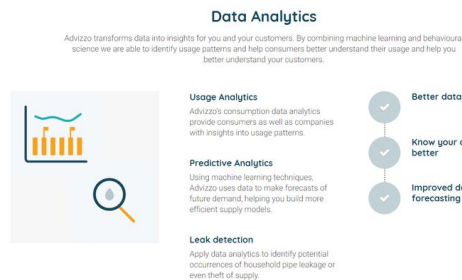 Data Analytics
Advizzo transforms data into insights for you and your customers. By combining machine learning and behavioural
science we are able to identify usage patterns and help consumers better understand their usage and help you
better understand your customers.
Usage Analytics
Advizzo's consumption data analytics
provide consumers as well as companies
with insights into usage patterns.
Predictive Analytics
Using machine learning techniques,
Advizzo uses data to make forecasts of
future demand, helping you build more
efficient supply models.
Leak detection
Apply data analytics to identify potential
occurrences of household pipe leakage or
even theft of supply.
Better data
Know your
better
Improved
forecasting